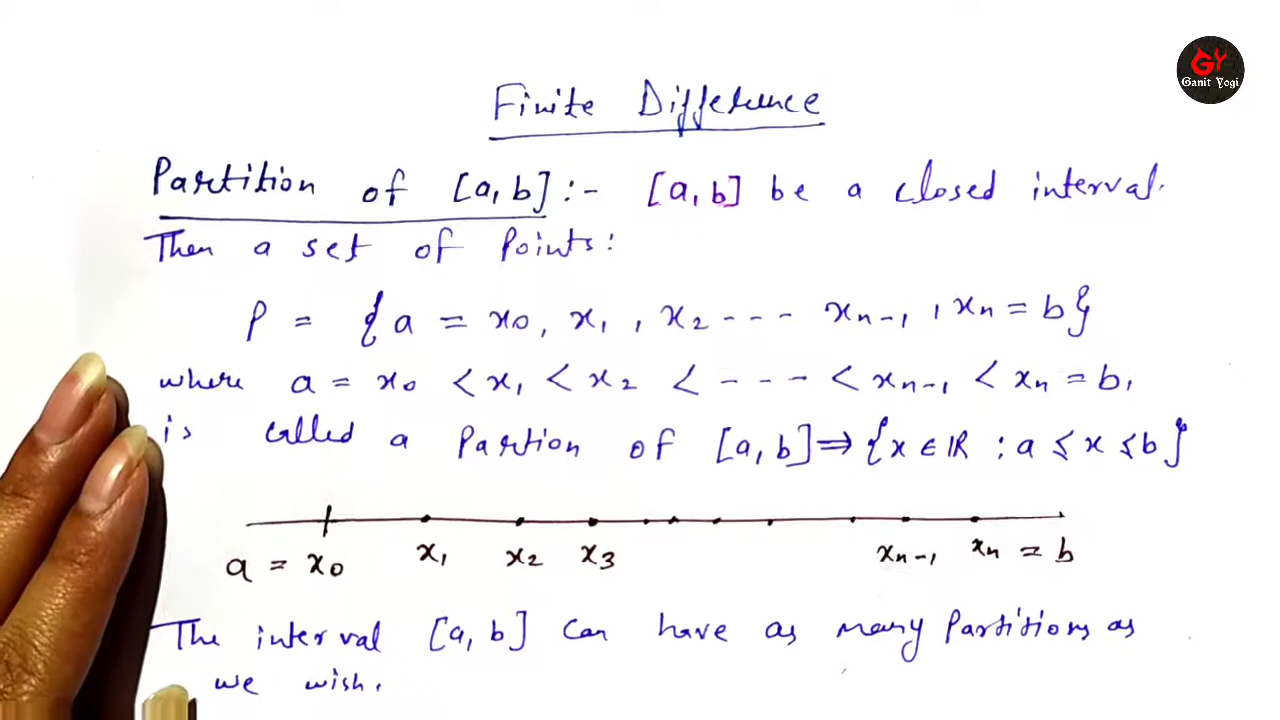 GY
Ganit Yogi
Finite Difference
Partition of [a, b] :- [a, b] be a closed interval.
Then a set of Points:
P = {a = x₀, x₁, x₂ --- xₙ₋₁, xₙ = b}
where a = x₀ < x₁ < x₂ < --- < xₙ₋₁ < xₙ = b,
is called a Partion of [a, b] ⇒ {x ∈ ℝ : a ≤ x ≤ b}
a = x₀ x₁ x₂ x₃ xₙ₋₁ xₙ = b
The interval [a, b] can have as many Partitions as
we wish.